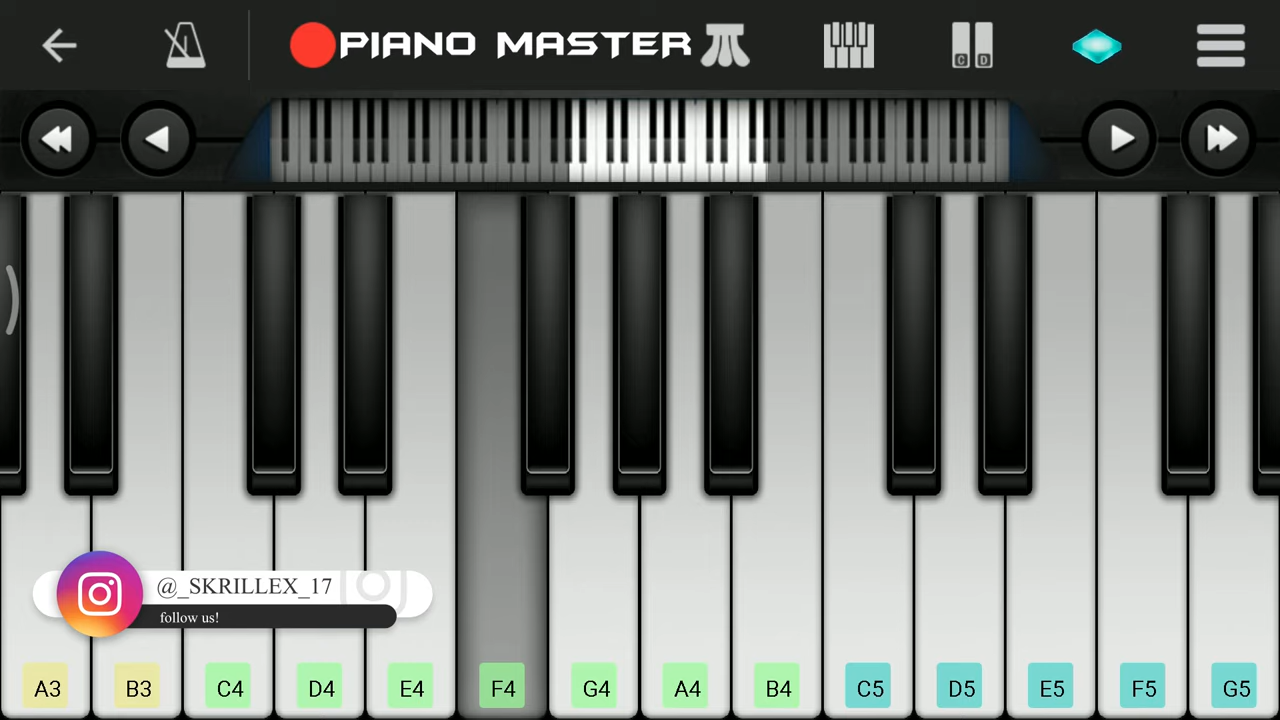 PIANO MASTER
C D
@_SKRILLEX_17
follow us!
A3 B3 C4 D4 E4 F4 G4 A4 B4 C5 D5 E5 F5 G5